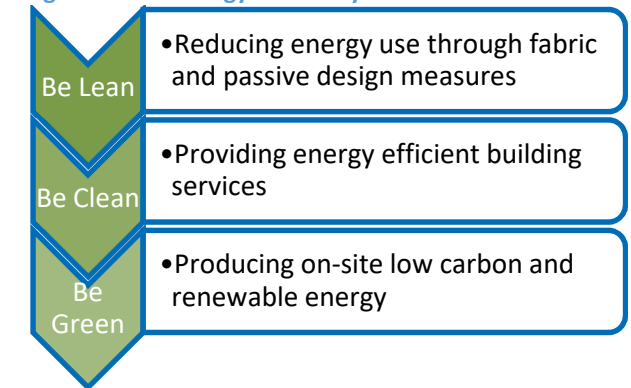 Be Lean
•Reducing energy use through fabric
and passive design measures
Be Clean
•Providing energy efficient building
services
Be
Green
•Producing on-site low carbon and
renewable energy